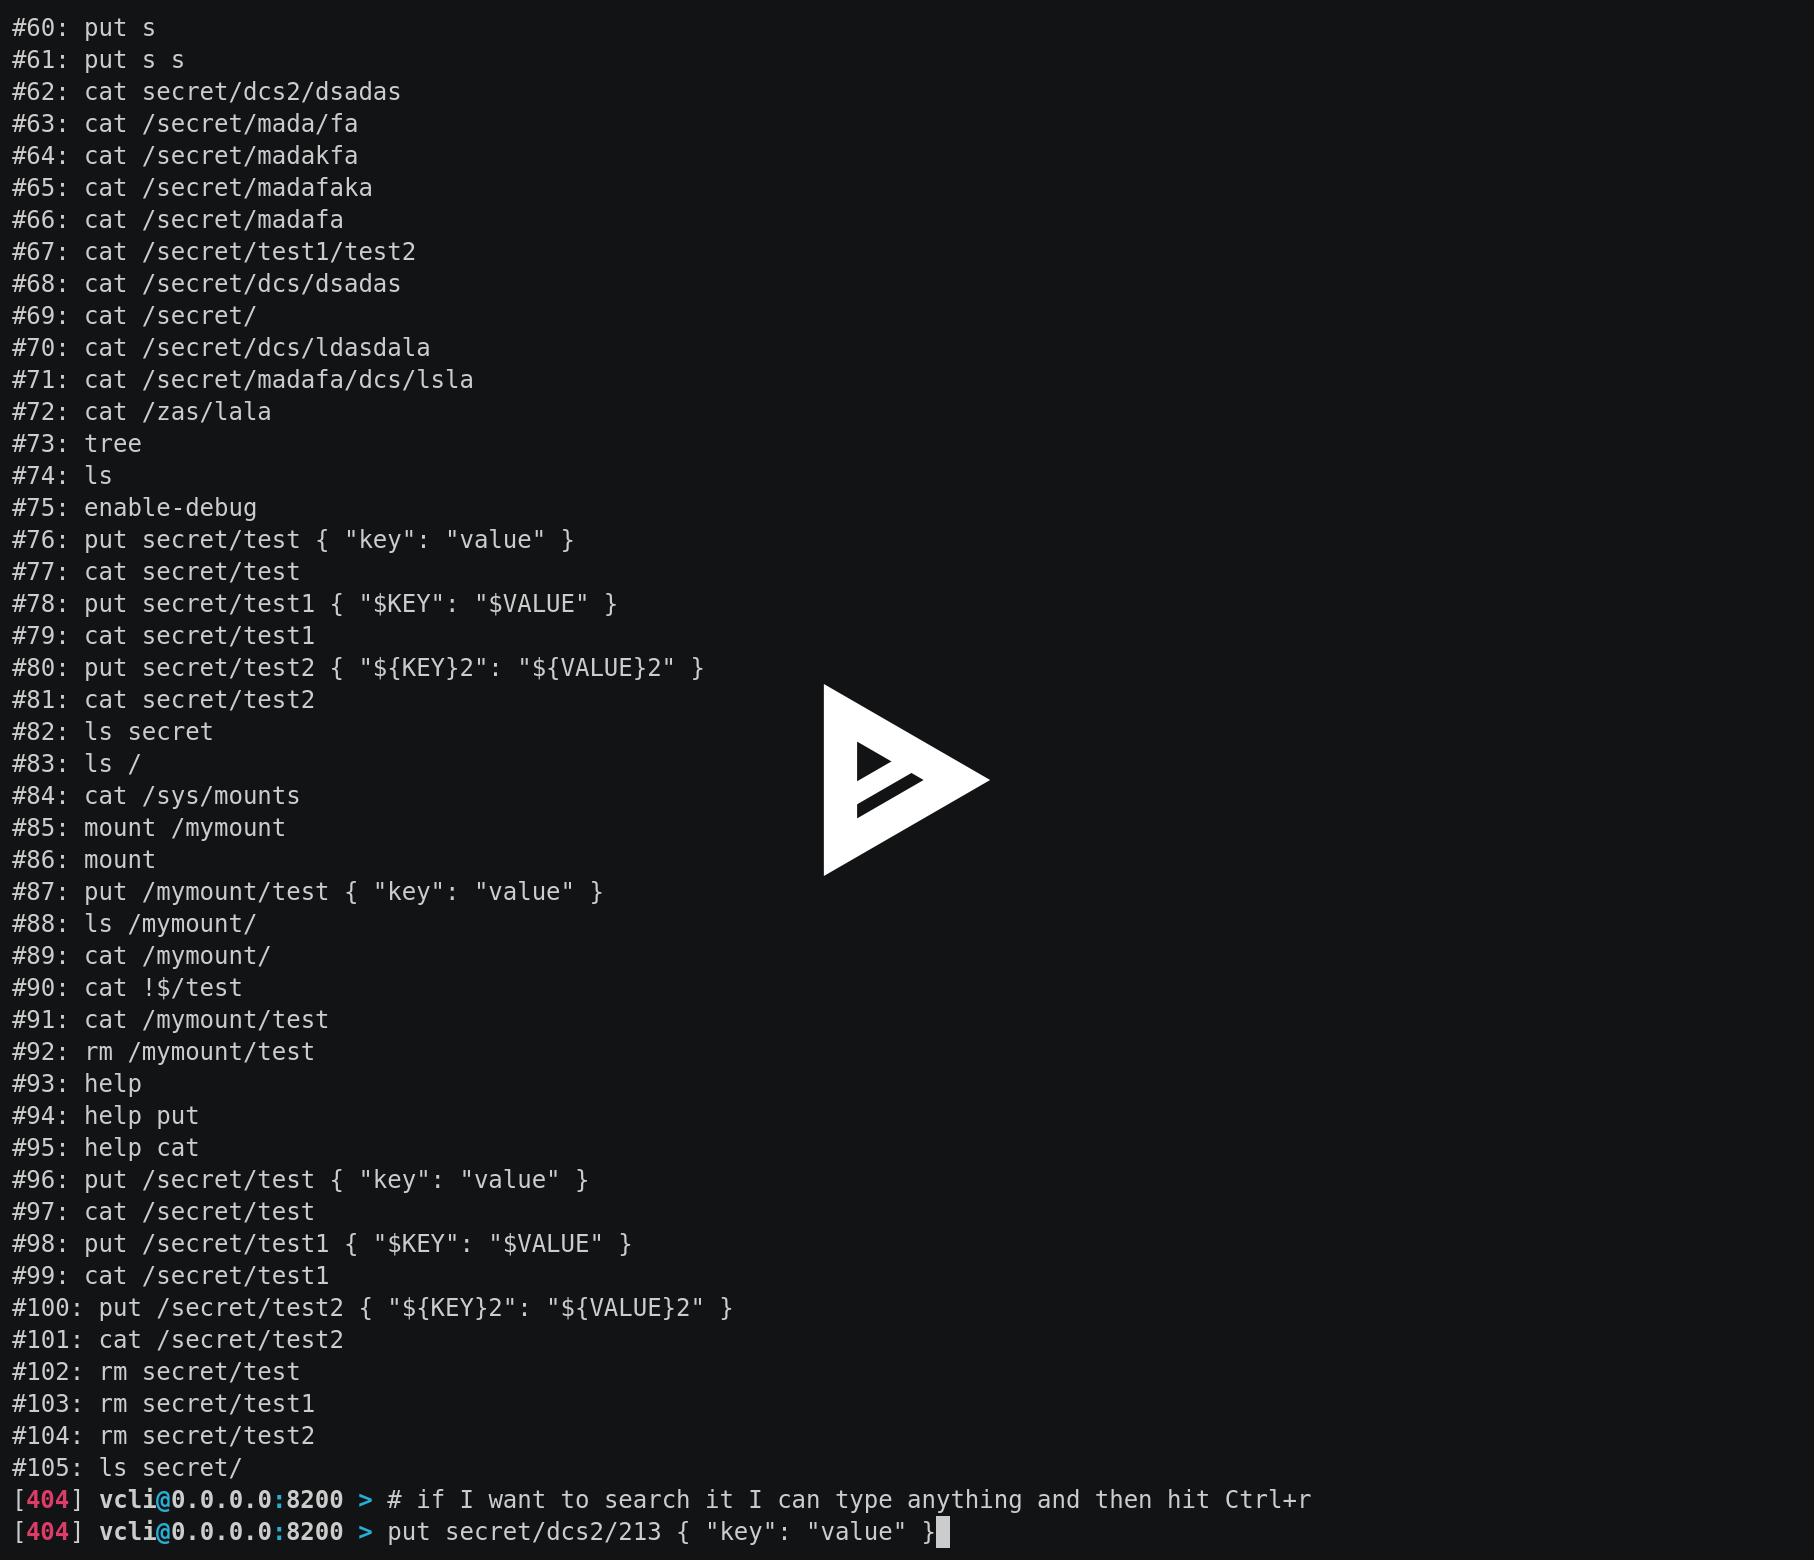 #60: put s
#61: put s s
#62: cat secret/dcs2/dsadas
#63: cat /secret/mada/fa
#64: cat /secret/madakfa
#65: cat /secret/madafaka
#66: cat /secret/madafa
#67: cat /secret/test1/test2
#68: cat /secret/dcs/dsadas
#69: cat /secret/
#70: cat /secret/dcs/ldasdala
#71: cat /secret/madafa/dcs/lsla
#72: cat /zas/lala
#73: tree
#74: ls
#75: enable-debug
#76: put secret/test { "key": "value" }
#77: cat secret/test
#78: put secret/test1 { "$KEY": "$VALUE" }
#79: cat secret/test1
#80: put secret/test2 { "${KEY}2": "${VALUE}2" }
#81: cat secret/test2
#82: ls secret
#83: ls /
#84: cat /sys/mounts
#85: mount /mymount
#86: mount
#87: put /mymount/test { "key": "value" }
#88: ls /mymount/
#89: cat /mymount/
#90: cat !$/test
#91: cat /mymount/test
#92: rm /mymount/test
#93: help
#94: help put
#95: help cat
#96: put /secret/test { "key": "value" }
#97: cat /secret/test
#98: put /secret/test1 { "$KEY": "$VALUE" }
#99: cat /secret/test1
#100: put /secret/test2 { "${KEY}2": "${VALUE}2" }
#101: cat /secret/test2
#102: rm secret/test
#103: rm secret/test1
#104: rm secret/test2
#105: ls secret/
[404] vcli@0.0.0.0:8200 > # if I want to search it I can type anything and then hit Ctrl+r
[404] vcli@0.0.0.0:8200 > put secret/dcs2/213 { "key": "value" }